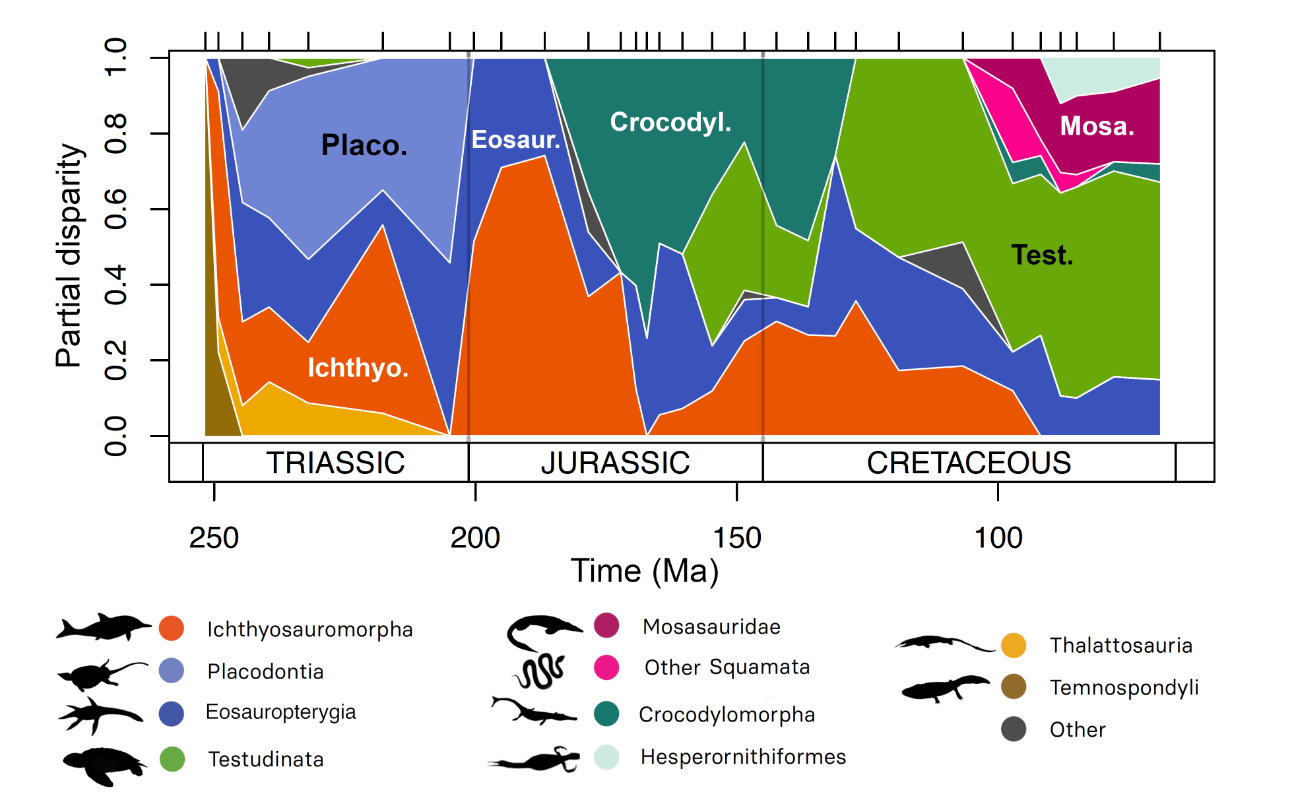 1.0
0.8
0.6
0.4
0.2
0.0
Partial disparity
Placo.
Eosaur.
Crocodyl.
Mosa.
Test.
Ichthyo.
TRIASSIC JURASSIC CRETACEOUS
250 200 150 100
Time (Ma)
Ichthyosauromorpha
Placodontia
Eosauropterygia
Testudinata
Mosasauridae
Other Squamata
Crocodylomorpha
Hesperornithiformes
Thalattosauria
Temnospondyli
Other